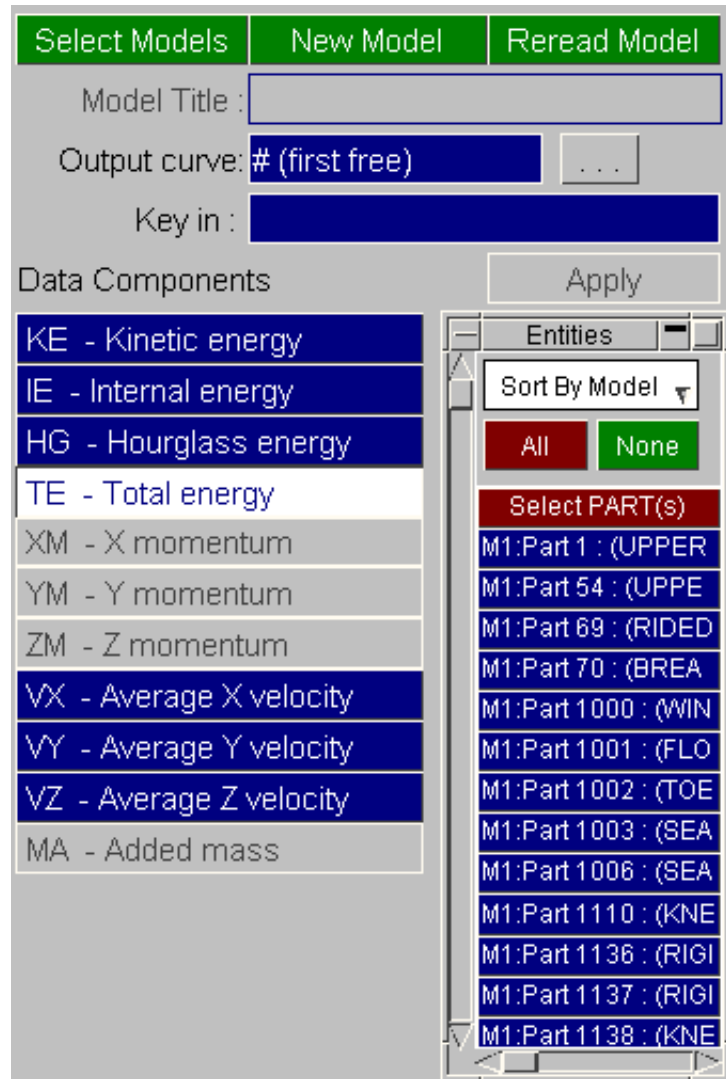 Select Models New Model Reread Model
Model Title :
Output curve: # (first free) ...
Key in :
Data Components Apply
KE - Kinetic energy
IE - Internal energy
HG - Hourglass energy
TE - Total energy
XM - X momentum
YM - Y momentum
ZM - Z momentum
VX - Average X velocity
VY - Average Y velocity
VZ - Average Z velocity
MA - Added mass
Entities
Sort By Model
All None
Select PART(s)
M1:Part 1 : (UPPER
M1:Part 54 : (UPPE
M1:Part 69 : (RIDED
M1:Part 70 : (BREA
M1:Part 1000 : (WIN
M1:Part 1001 : (FLO
M1:Part 1002 : (TOE
M1:Part 1003 : (SEA
M1:Part 1006 : (SEA
M1:Part 1110 : (KNE
M1:Part 1136 : (RIGI
M1:Part 1137 : (RIGI
M1:Part 1138 : (KNE